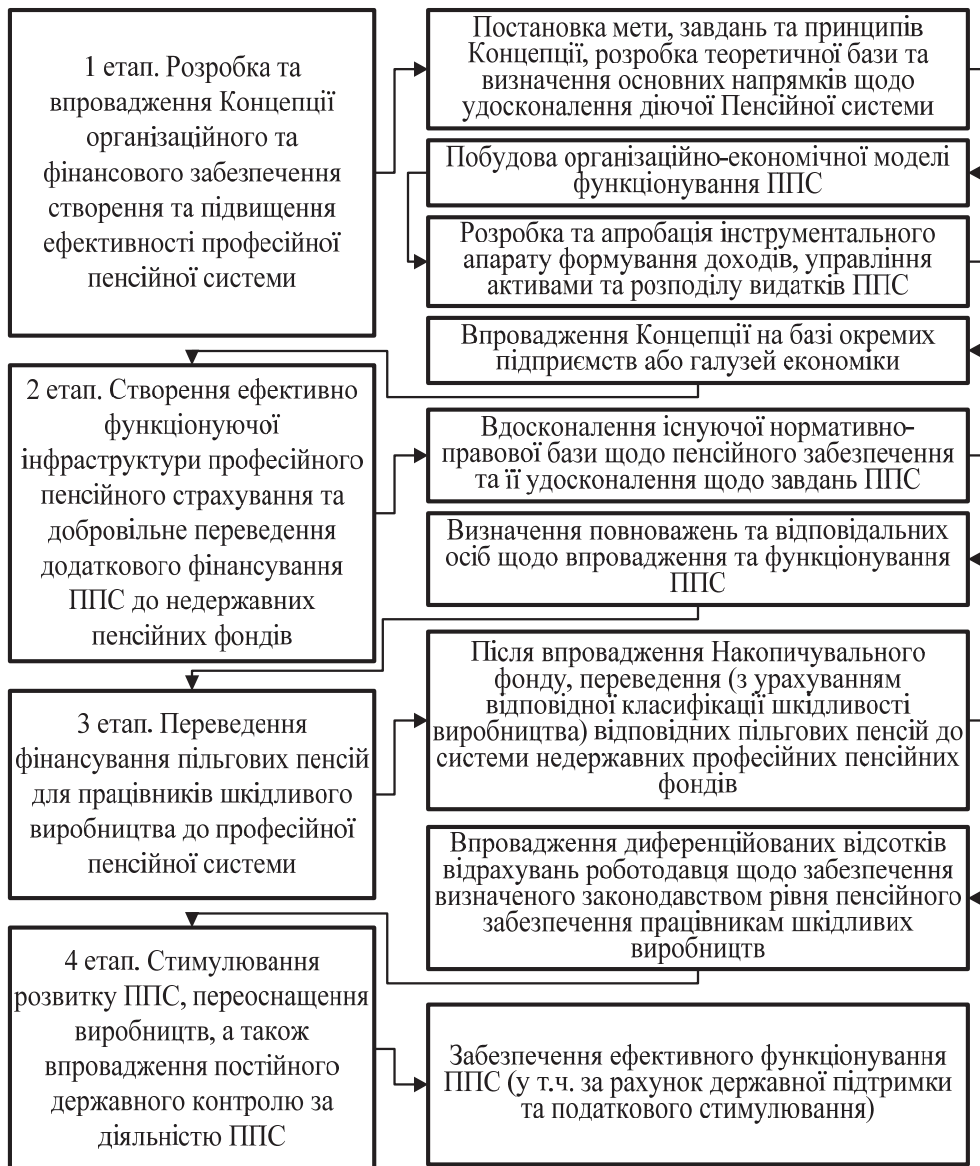 1 етап. Розробка та
впровадження Концепції
організаційного та
фінансового забезпечення
створення та підвищення
ефективності професійної
пенсійної системи
Постановка мети, завдань та принципів
Концепції, розробка теоретичної бази та
визначення основних напрямків щодо
удосконалення діючої Пенсійної системи
Побудова організаційно-економічної моделі
функціонування ППС
Розробка та апробація інструментального
апарату формування доходів, управління
активами та розподілу видатків ППС
Впровадження Концепції на базі окремих
підприємств або галузей економіки
2 етап. Створення ефективно
функціонуючої
інфраструктури професійного
пенсійного страхування та
добровільне переведення
додаткового фінансування
ППС до недержавних
пенсійних фондів
Вдосконалення існуючої нормативно-
правової бази щодо пенсійного забезпечення
та її удосконалення щодо завдань ППС
Визначення повноважень та відповідальних
осіб щодо впровадження та функціонування
ППС
3 етап. Переведення
фінансування пільгових пенсій
для працівників шкідливого
виробництва до професійної
пенсійної системи
Після впровадження Накопичувального
фонду, переведення (з урахуванням
відповідної класифікації шкідливості
виробництва) відповідних пільгових пенсій до
системи недержавних професійних пенсійних
фондів
Впровадження диференційованих відсотків
відрахувань роботодавця щодо забезпечення
визначеного законодавством рівня пенсійного
забезпечення працівникам шкідливих
виробництв
4 етап. Стимулювання
розвитку ППС, переоснащення
виробництв, а також
впровадження постійного
державного контролю за
діяльністю ППС
Забезпечення ефективного функціонування
ППС (у т.ч. за рахунок державної підтримки
та податкового стимулювання)